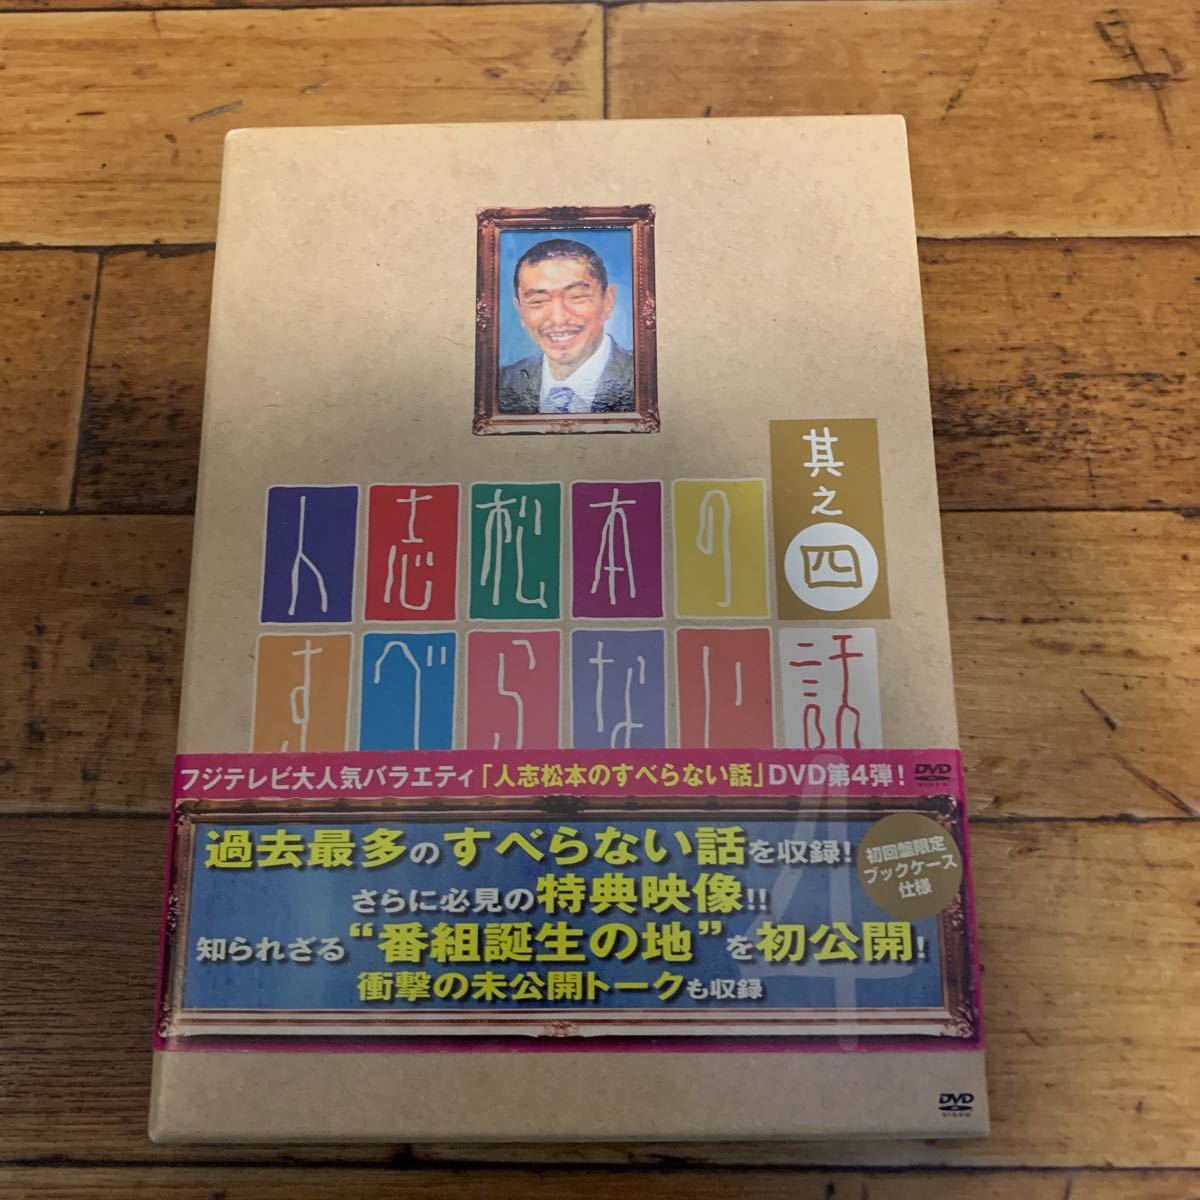 其之
四
人志松本の
すべらない話
フジテレビ大人気バラエティ「人志松本のすべらない話」DVD第4弾!
DVD
VIDEO
4
過去最多のすべらない話を収録!
さらに必見の特典映像!!
知られざる“番組誕生の地”を初公開!
衝撃の未公開トークも収録
初回盤限定
ブックケース
仕様
DVD
VIDEO